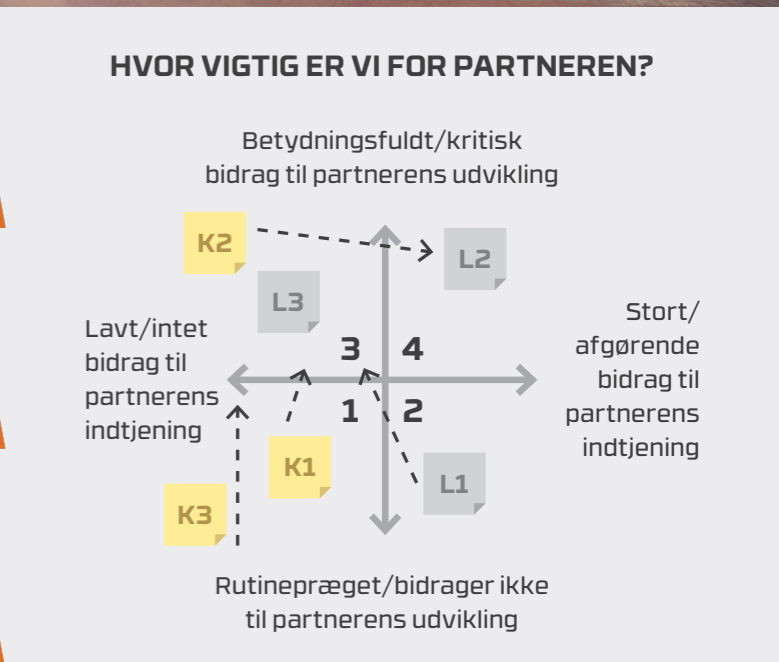 HVOR VIGTIG ER VI FOR PARTNEREN?
Betydningsfuldt/kritisk
bidrag til partnerens udvikling
K2
L2
L3
Lavt/intet
bidrag til
partnerens
indtjening
Stort/
afgørende
bidrag til
partnerens
indtjening
3 4
1 2
K1
L1
K3
Rutinepræget/bidrager ikke
til partnerens udvikling